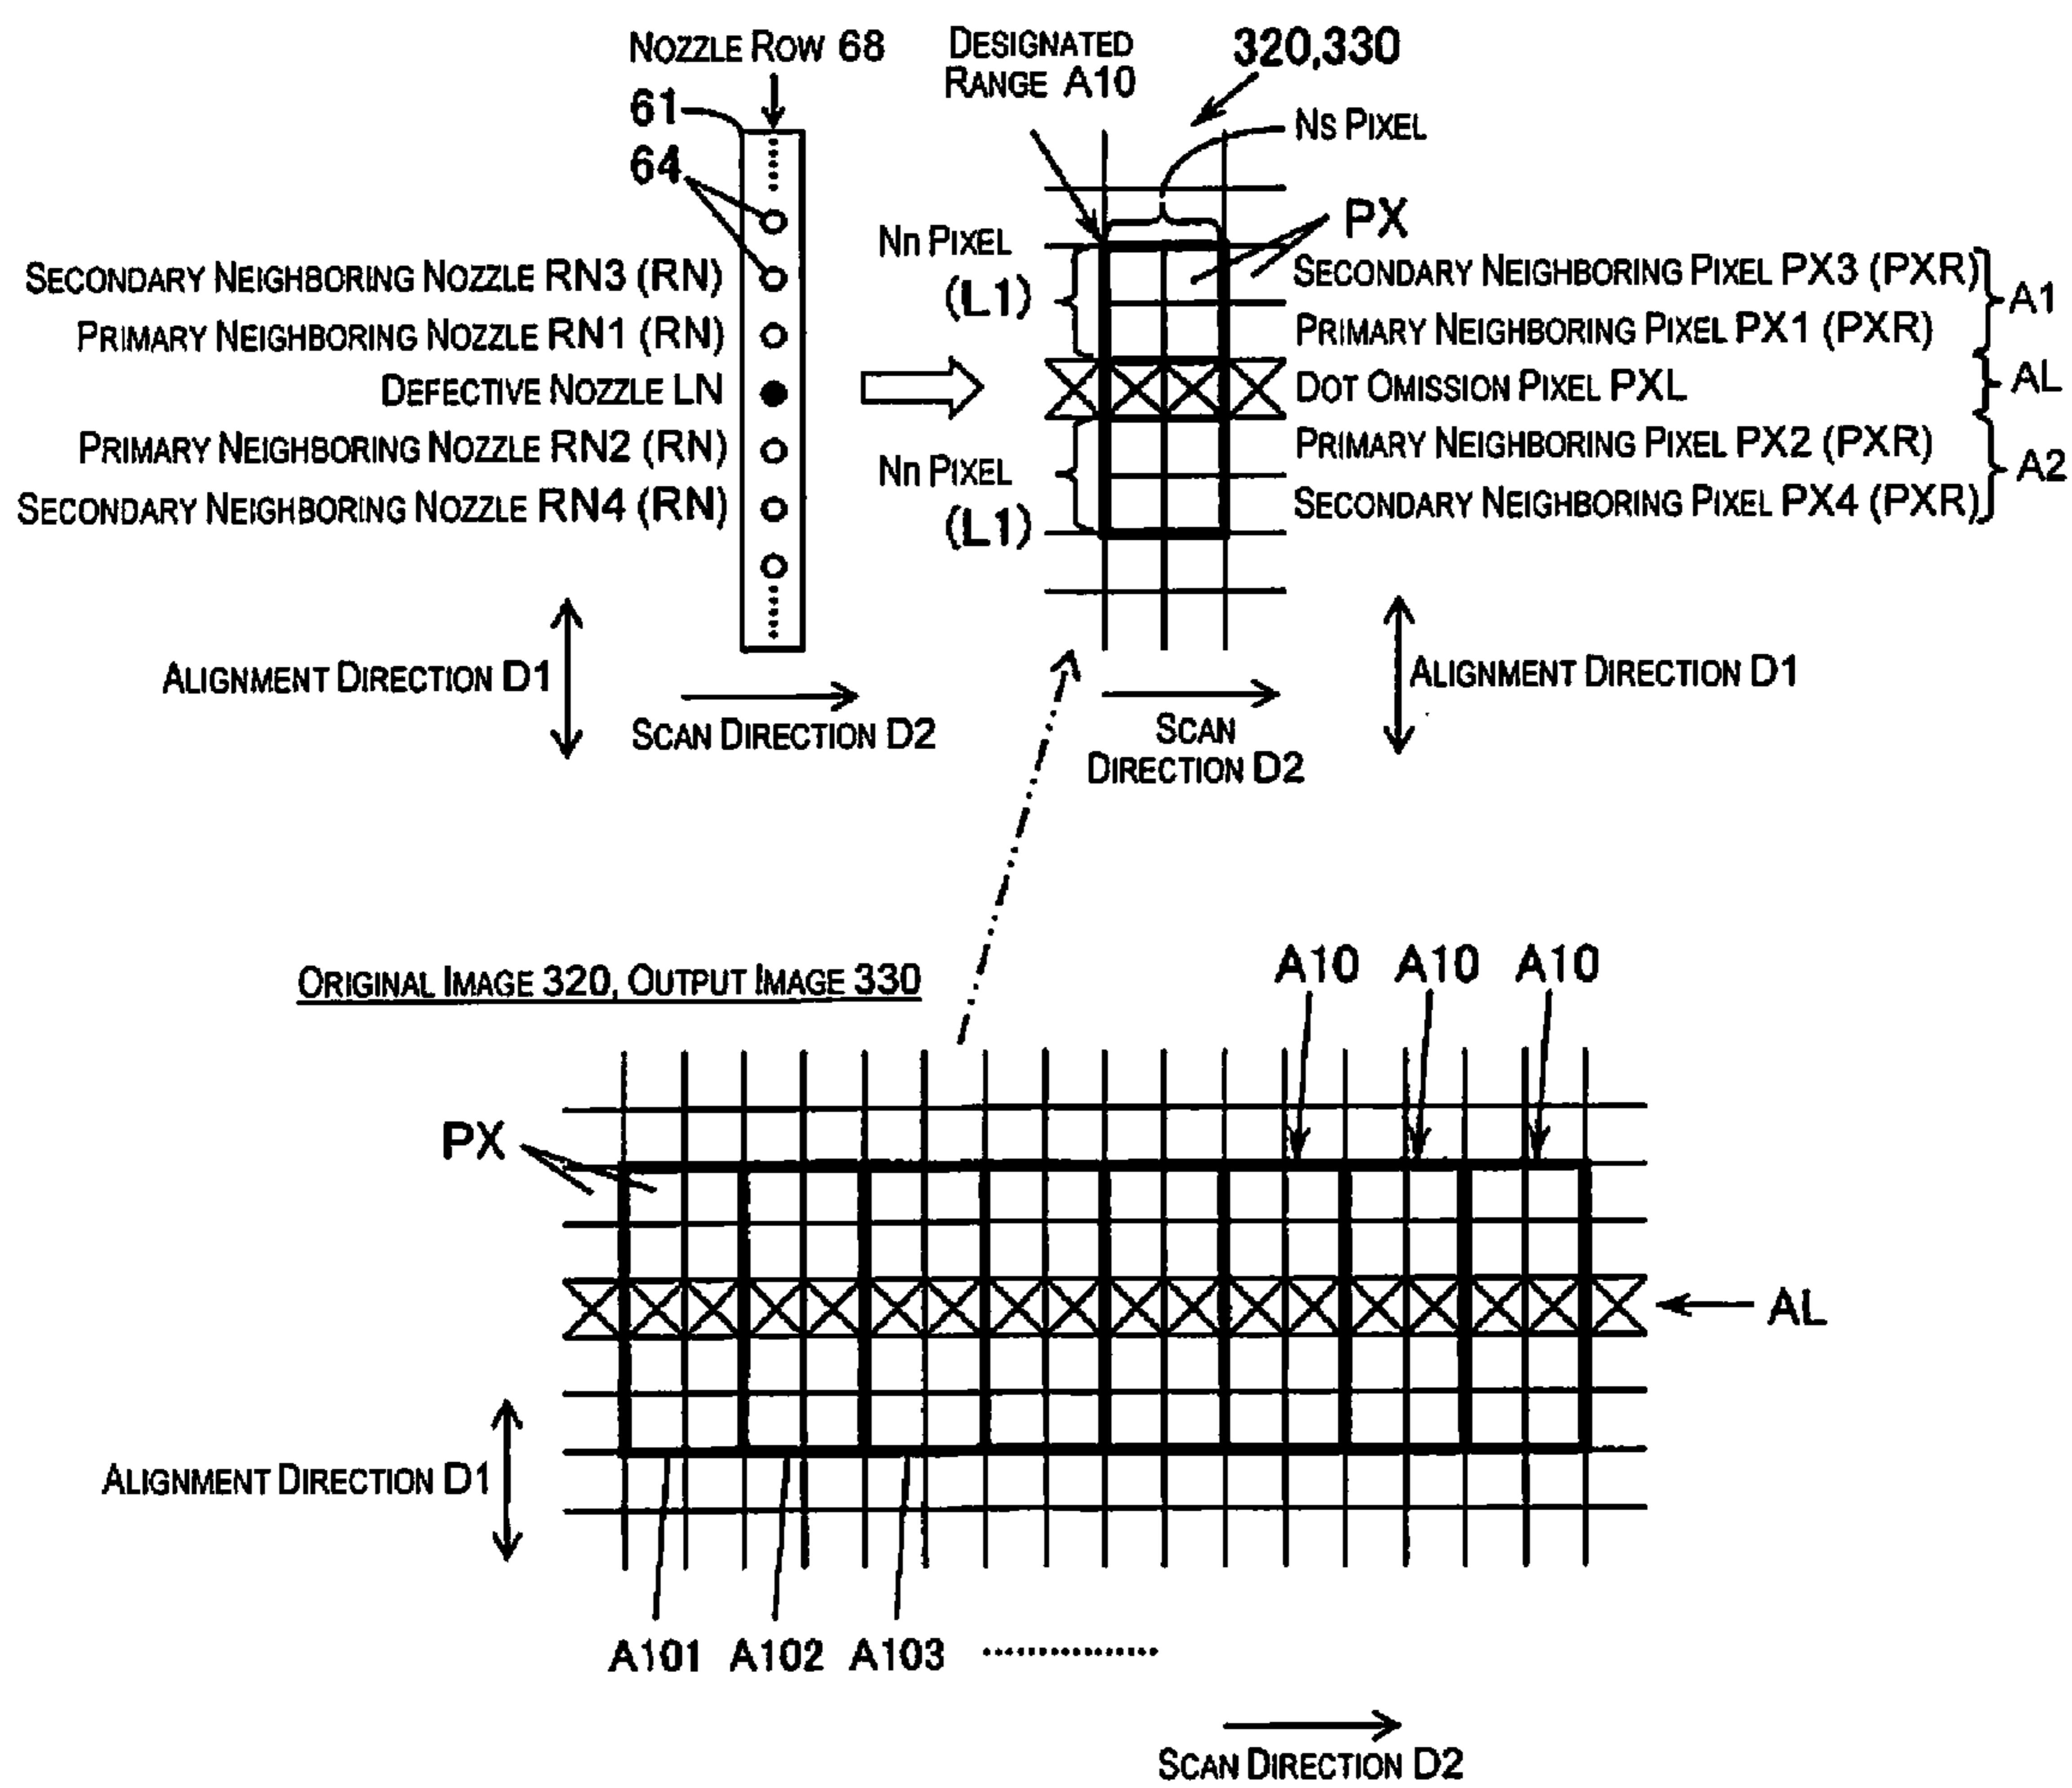 NOZZLE ROW 68
DESIGNATED
RANGE A10
320,330
61
NS PIXEL
64
PX
Nn PIXEL
(L1)
SECONDARY NEIGHBORING NOZZLE RN3 (RN)
SECONDARY NEIGHBORING PIXEL PX3 (PXR)
A1
PRIMARY NEIGHBORING NOZZLE RN1 (RN)
PRIMARY NEIGHBORING PIXEL PX1 (PXR)
DEFECTIVE NOZZLE LN
DOT OMISSION PIXEL PXL
AL
PRIMARY NEIGHBORING NOZZLE RN2 (RN)
PRIMARY NEIGHBORING PIXEL PX2 (PXR)
Nn PIXEL
(L1)
A2
SECONDARY NEIGHBORING NOZZLE RN4 (RN)
SECONDARY NEIGHBORING PIXEL PX4 (PXR)
ALIGNMENT DIRECTION D1
SCAN DIRECTION D2
SCAN
DIRECTION D2
ALIGNMENT DIRECTION D1
ORIGINAL IMAGE 320, OUTPUT IMAGE 330
A10 A10 A10
PX
AL
ALIGNMENT DIRECTION D1
A101 A102 A103 ...............
SCAN DIRECTION D2